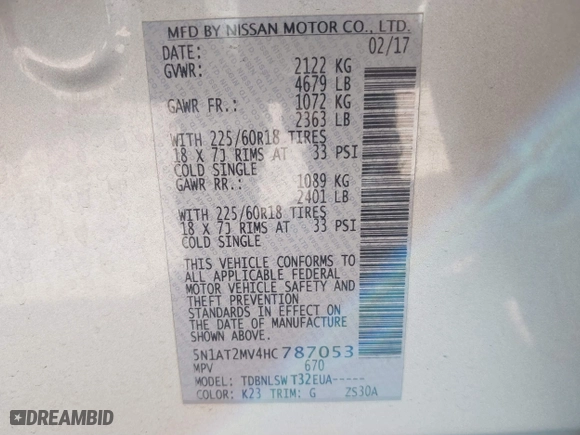 MFD BY NISSAN MOTOR CO., LTD.
DATE: 02/17
GVWR: 2122 KG
4679 LB
GAWR FR.: 1072 KG
2363 LB
WITH 225/60R18 TIRES
18 X 7J RIMS AT 33 PSI
COLD SINGLE
GAWR RR.: 1089 KG
2401 LB
WITH 225/60R18 TIRES
18 X 7J RIMS AT 33 PSI
COLD SINGLE
THIS VEHICLE CONFORMS TO
ALL APPLICABLE FEDERAL
MOTOR VEHICLE SAFETY AND
THEFT PREVENTION
STANDARDS IN EFFECT ON
THE DATE OF MANUFACTURE
SHOWN ABOVE.
5N1AT2MV4HC787053
MPV 670
MODEL: TDBNLSW T32EUA-----
COLOR: K23 TRIM: G ZS30A
DREAMBID